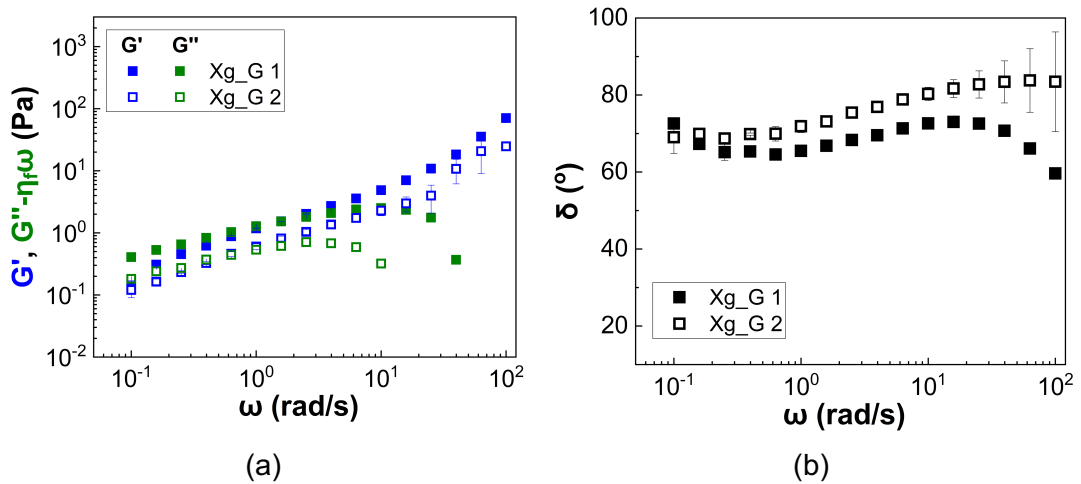 G', G''-ηfω (Pa)
10³
10²
10¹
10⁰
10⁻¹
10⁻²
G' G''
Xg_G 1
Xg_G 2
10⁻¹ 10⁰ 10¹ 10²
ω (rad/s)
(a)
δ (º)
100
80
60
40
20
Xg_G 1
Xg_G 2
10⁻¹ 10⁰ 10¹ 10²
ω (rad/s)
(b)